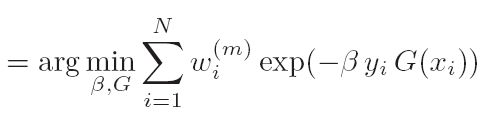 = arg min_{β,G} ∑_{i=1}^{N} w_i^{(m)} exp(−β y_i G(x_i))